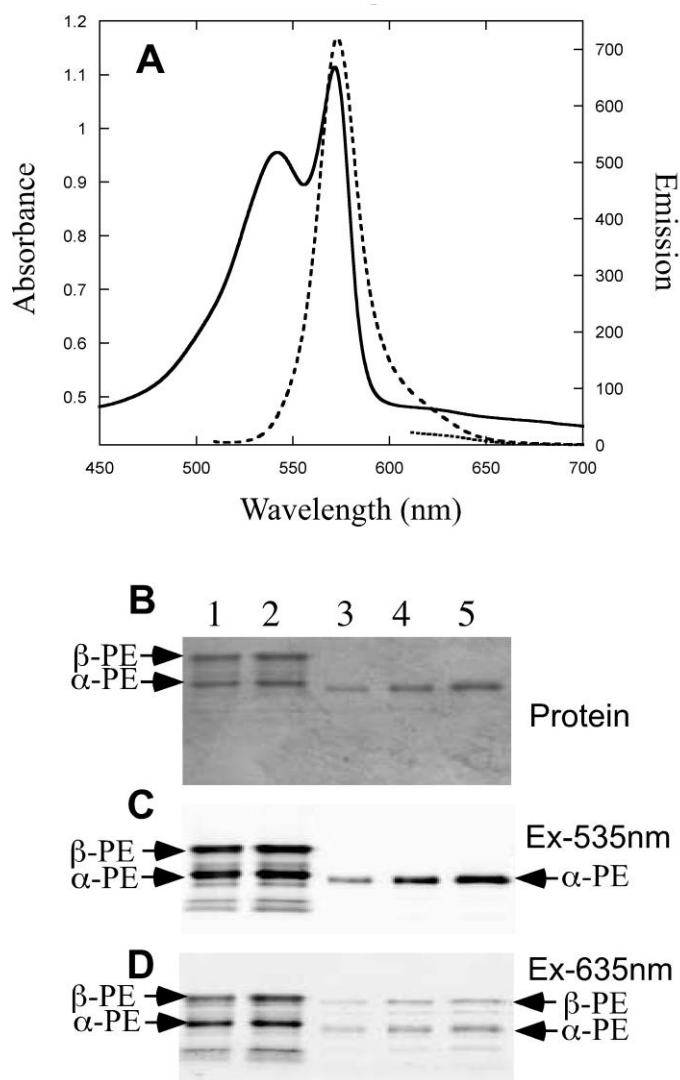 A
1.2
1.1
1
0.9
0.8
0.7
0.6
0.5
Absorbance
700
600
500
400
300
200
100
0
Emission
450 500 550 600 650 700
Wavelength (nm)
B
1 2 3 4 5
β-PE
α-PE
Protein
C
Ex-535nm
β-PE
α-PE α-PE
D
Ex-635nm
β-PE β-PE
α-PE α-PE